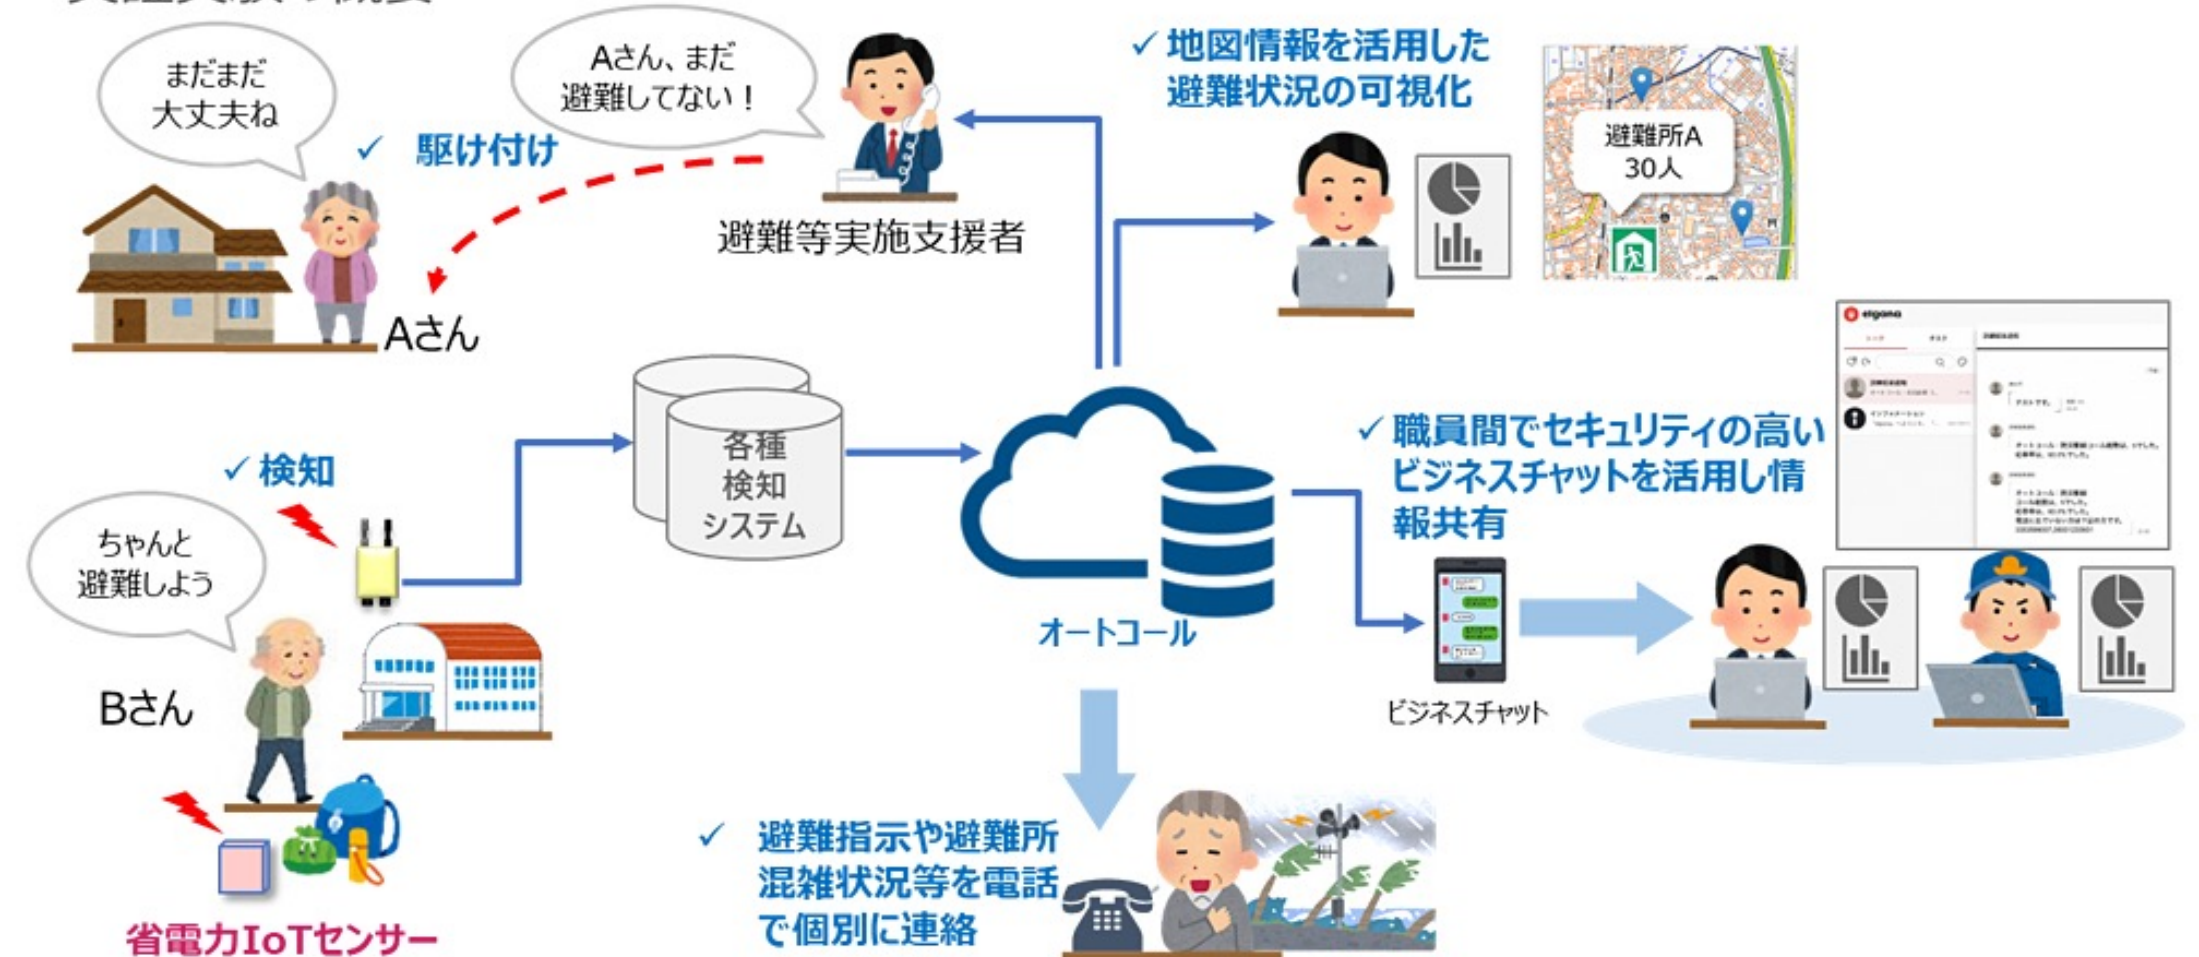 まだまだ
大丈夫ね
Aさん、まだ
避難してない！
✓ 駆け付け
避難等実施支援者
Aさん
✓ 地図情報を活用した
避難状況の可視化
避難所A
30人
✓ 検知
ちゃんと
避難しよう
Bさん
省電力IoTセンサー
各種
検知
システム
オートコール
✓ 職員間でセキュリティの高い
ビジネスチャットを活用し情
報共有
elgana
ビジネスチャット
✓ 避難指示や避難所
混雑状況等を電話
で個別に連絡